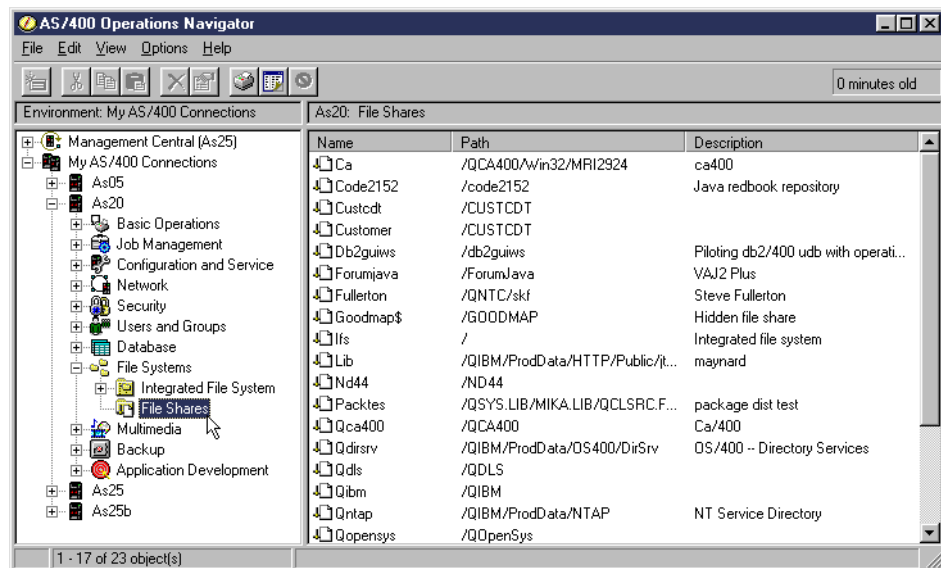 AS/400 Operations Navigator
File Edit View Options Help
0 minutes old
Environment: My AS/400 Connections
As20: File Shares
Management Central (As25)
My AS/400 Connections
As05
As20
Basic Operations
Job Management
Configuration and Service
Network
Security
Users and Groups
Database
File Systems
Integrated File System
File Shares
Multimedia
Backup
Application Development
As25
As25b
Name Path Description
Ca /QCA400/Win32/MRI2924 ca400
Code2152 /code2152 Java redbook repository
Custcdt /CUSTCDT
Customer /CUSTCDT
Db2guiws /db2guiws Piloting db2/400 udb with operati...
Forumjava /ForumJava VAJ2 Plus
Fullerton /QNTC/skf Steve Fullerton
Goodmap$ /GOODMAP Hidden file share
Ifs / Integrated file system
Lib /QIBM/ProdData/HTTP/Public/jt... maynard
Nd44 /ND44
Packtes /QSYS.LIB/MIKA.LIB/QCLSRC.F... package dist test
Qca400 /QCA400 Ca/400
Qdirsrv /QIBM/ProdData/OS400/DirSrv OS/400 -- Directory Services
Qdls /QDLS
Qibm /QIBM
Qntap /QIBM/ProdData/NTAP NT Service Directory
Qopensys /QOpenSys
1 - 17 of 23 object(s)